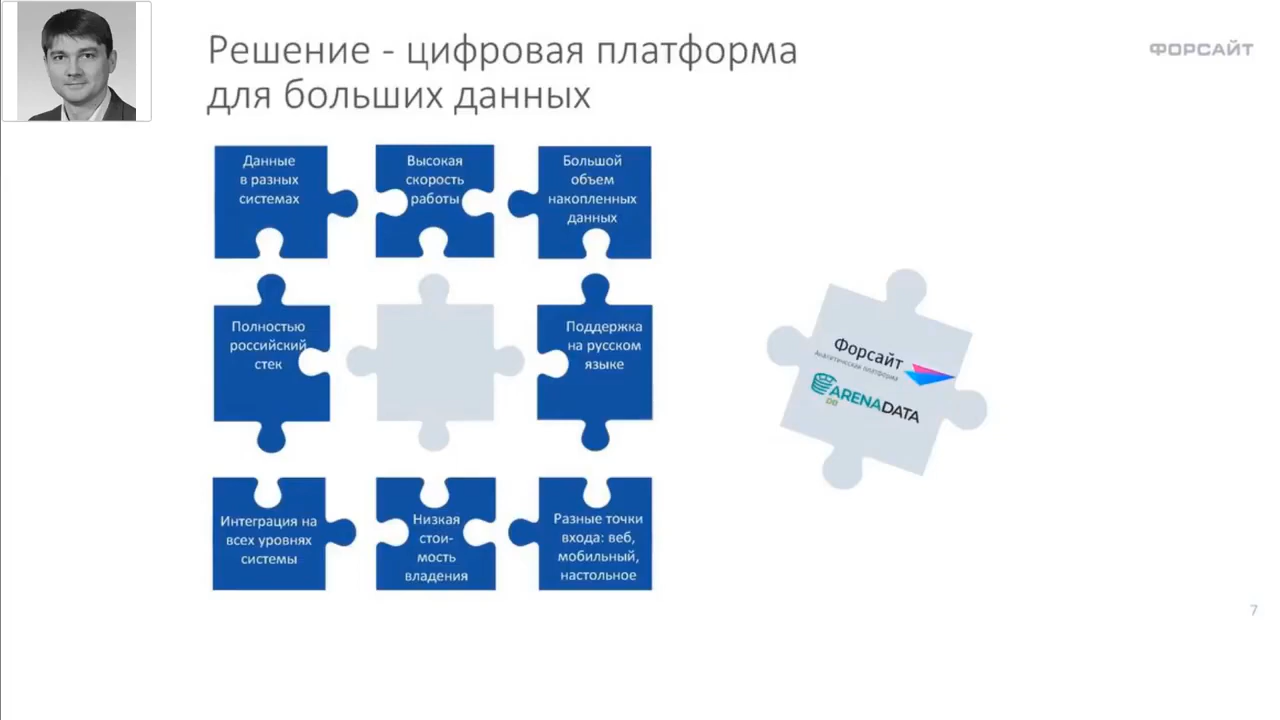 Решение - цифровая платформа
для больших данных
ФОРСАЙТ
Данные
в разных
системах
Высокая
скорость
работы
Большой
объем
накопленных
данных
Полностью
российский
стек
Поддержка
на русском
языке
Форсайт
Аналитическая платформа
ARENADATA
DB
Интеграция на
всех уровнях
системы
Низкая
стои-
мость
владения
Разные точки
входа: веб,
мобильный,
настольное
7